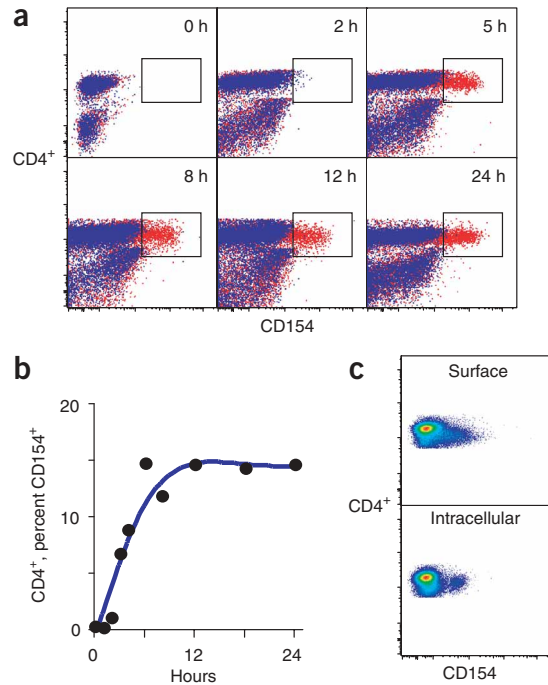 a
0 h
2 h
5 h
CD4+
8 h
12 h
24 h
CD154
b
20
10
0
CD4+, percent CD154+
0
12
24
Hours
c
Surface
CD4+
Intracellular
CD154